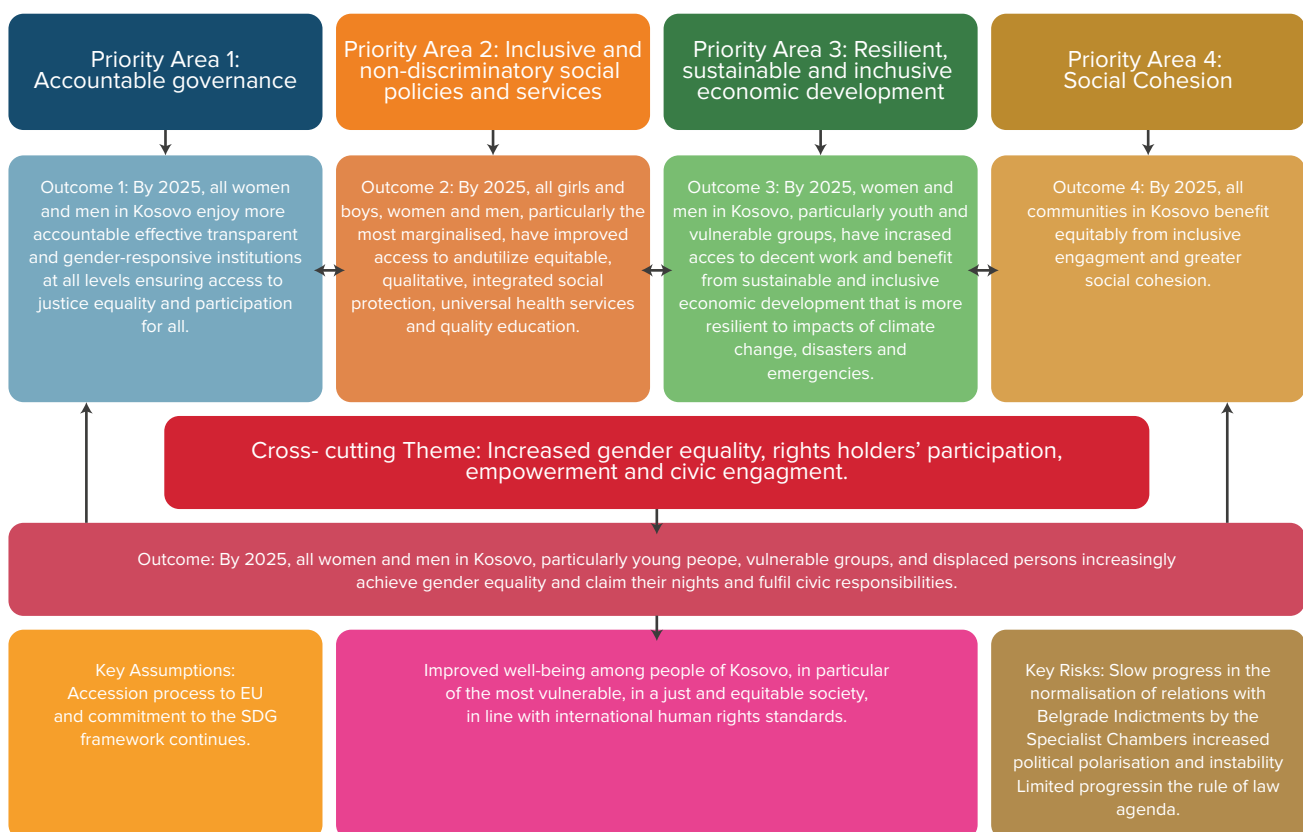 Priority Area 1:
Accountable governance
Priority Area 2: Inclusive and
non-discriminatory social
policies and services
Priority Area 3: Resilient,
sustainable and inchusive
economic development
Priority Area 4:
Social Cohesion
Outcome 1: By 2025, all women
and men in Kosovo enjoy more
accountable effective transparent
and gender-responsive institutions
at all levels ensuring access to
justice equality and participation
for all.
Outcome 2: By 2025, all girls and
boys, women and men, particularly the
most marginalised, have improved
access to andutilize equitable,
qualitative, integrated social
protection, universal health services
and quality education.
Outcome 3: By 2025, women and
men in Kosovo, particularly youth and
vulnerable groups, have incrased
acces to decent work and benefit
from sustainable and inclusive
economic development that is more
resilient to impacts of climate
change, disasters and
emergencies.
Outcome 4: By 2025, all
communities in Kosovo benefit
equitably from inclusive
engagment and greater
social cohesion.
Cross- cutting Theme: Increased gender equality, rights holders’ participation,
empowerment and civic engagment.
Outcome: By 2025, all women and men in Kosovo, particularly young peope, vulnerable groups, and displaced persons increasingly
achieve gender equality and claim their rights and fulfil civic responsibilities.
Key Assumptions:
Accession process to EU
and commitment to the SDG
framework continues.
Improved well-being among people of Kosovo, in particular
of the most vulnerable, in a just and equitable society,
in line with international human rights standards.
Key Risks: Slow progress in the
normalisation of relations with
Belgrade Indictments by the
Specialist Chambers increased
political polarisation and instability
Limited progressin the rule of law
agenda.